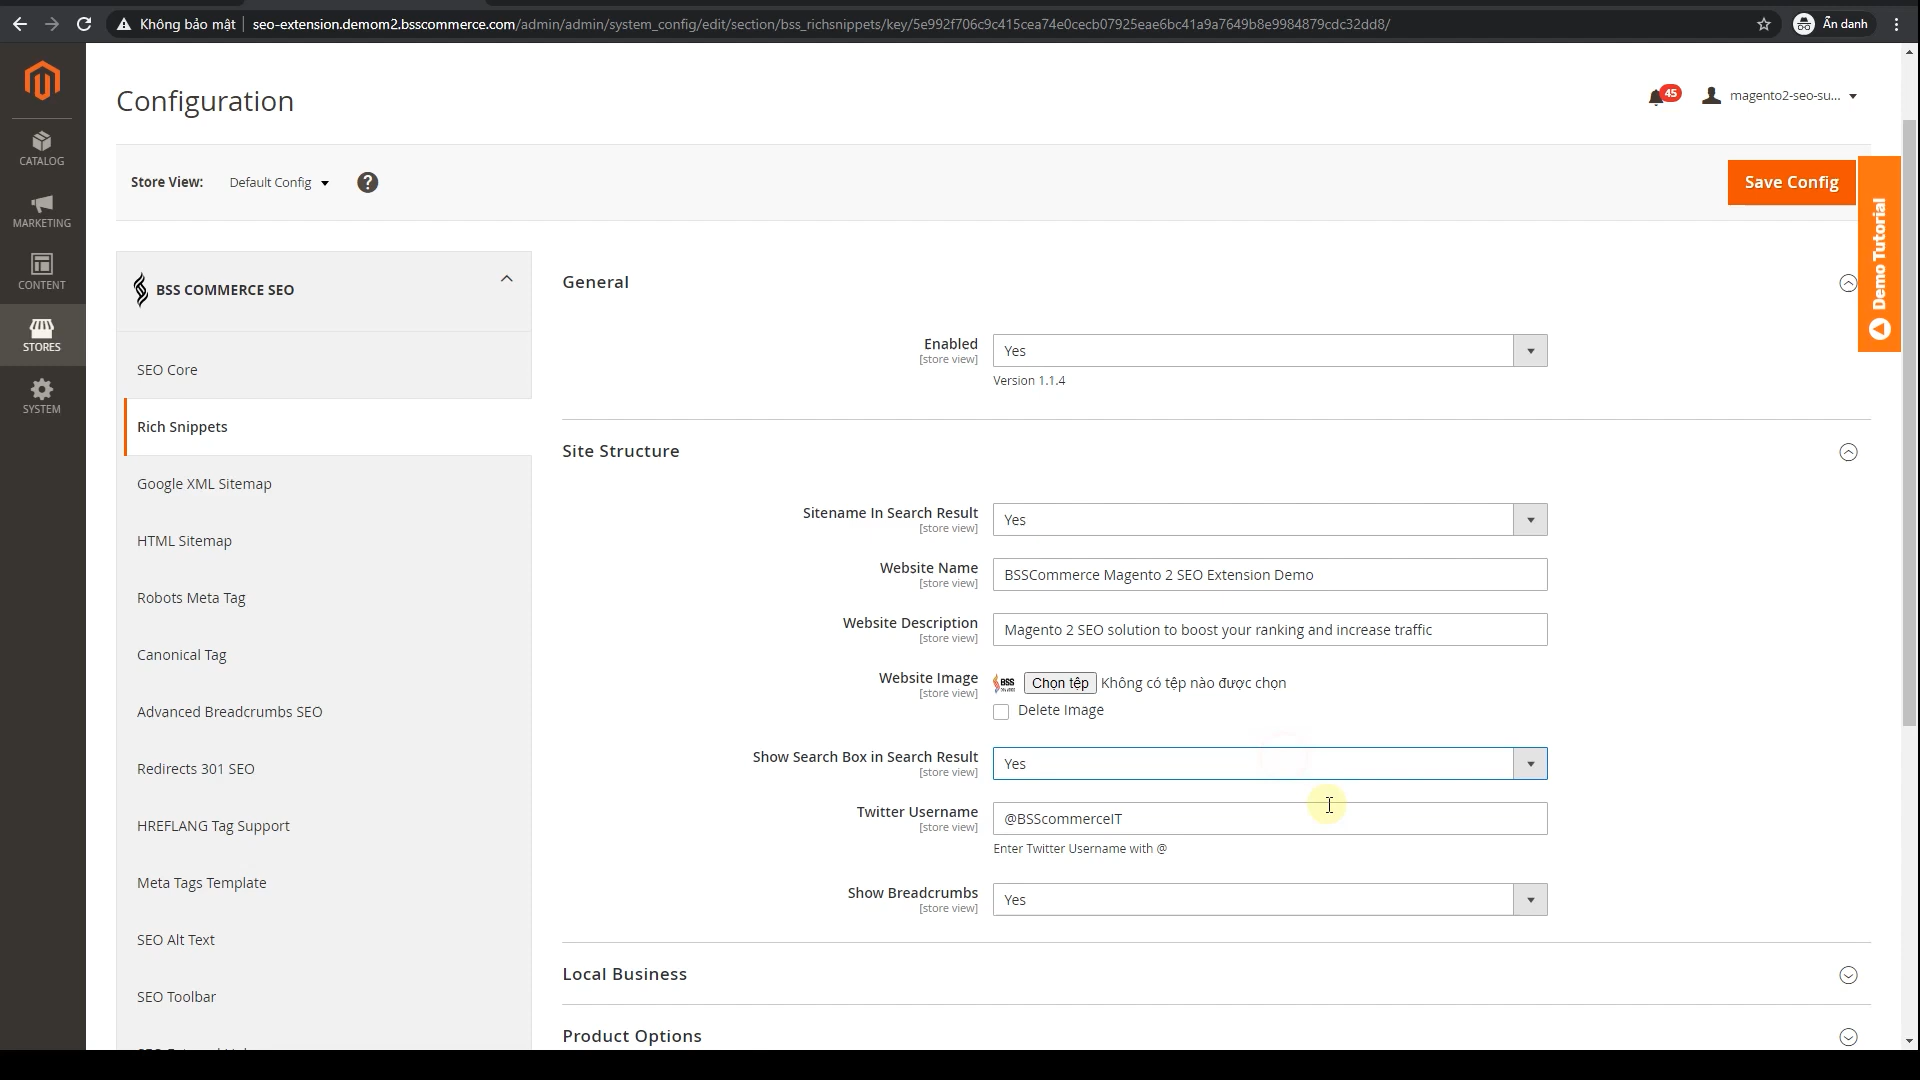 Không bảo mật
seo-extension.demom2.bsscommerce.com/admin/admin/system_config/edit/section/bss_richsnippets/key/5e992f706c9c415cea74e0cecb07925eae6bc41a9a7649b8e9984879cdc32dd8/
Ẩn danh
CATALOG
MARKETING
CONTENT
STORES
SYSTEM
Configuration
45
magento2-seo-su...
Store View:
Default Config
?
Save Config
Demo Tutorial
BSS COMMERCE SEO
SEO Core
Rich Snippets
Google XML Sitemap
HTML Sitemap
Robots Meta Tag
Canonical Tag
Advanced Breadcrumbs SEO
Redirects 301 SEO
HREFLANG Tag Support
Meta Tags Template
SEO Alt Text
SEO Toolbar
General
Enabled
[store view]
Yes
Version 1.1.4
Site Structure
Sitename In Search Result
[store view]
Yes
Website Name
[store view]
BSSCommerce Magento 2 SEO Extension Demo
Website Description
[store view]
Magento 2 SEO solution to boost your ranking and increase traffic
Website Image
[store view]
BSS
Chọn tệp
Không có tệp nào được chọn
Delete Image
Show Search Box in Search Result
[store view]
Yes
Twitter Username
[store view]
@BSScommerceIT
Enter Twitter Username with @
Show Breadcrumbs
[store view]
Yes
Local Business
Product Options